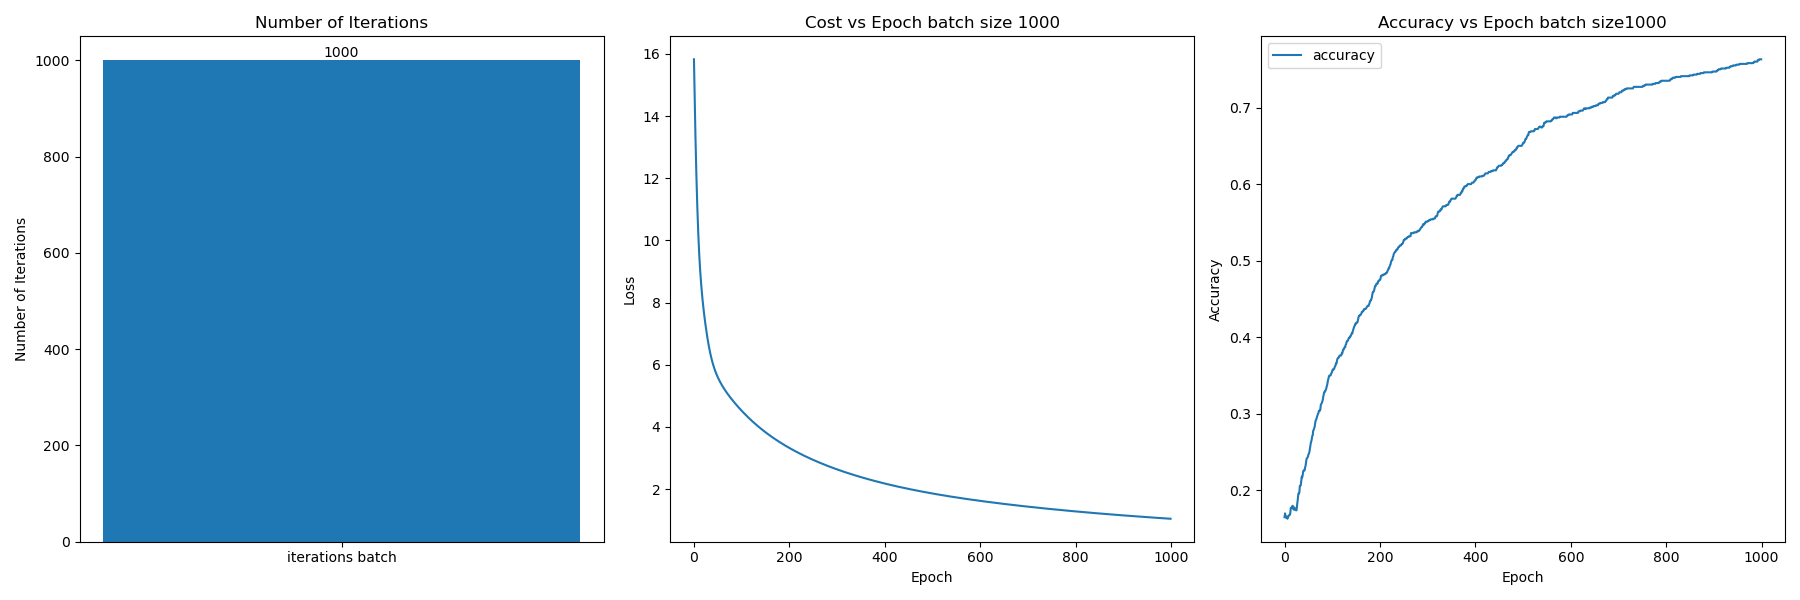 Number of Iterations
1000
1000
800
600
400
200
0
Number of Iterations
iterations batch
Cost vs Epoch batch size 1000
16
14
12
10
8
6
4
2
Loss
0 200 400 600 800 1000
Epoch
Accuracy vs Epoch batch size1000
accuracy
0.7
0.6
0.5
0.4
0.3
0.2
Accuracy
0 200 400 600 800 1000
Epoch